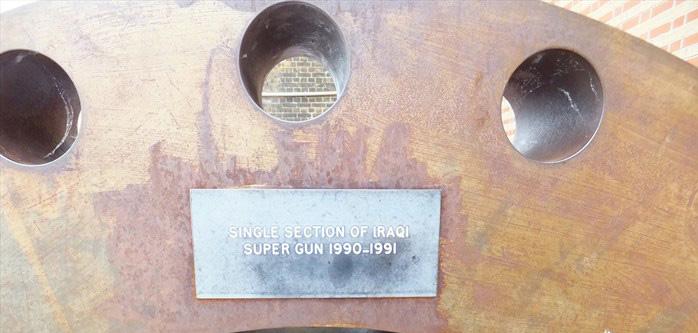 SINGLE SECTION OF IRAQI
SUPER GUN 1990-1991